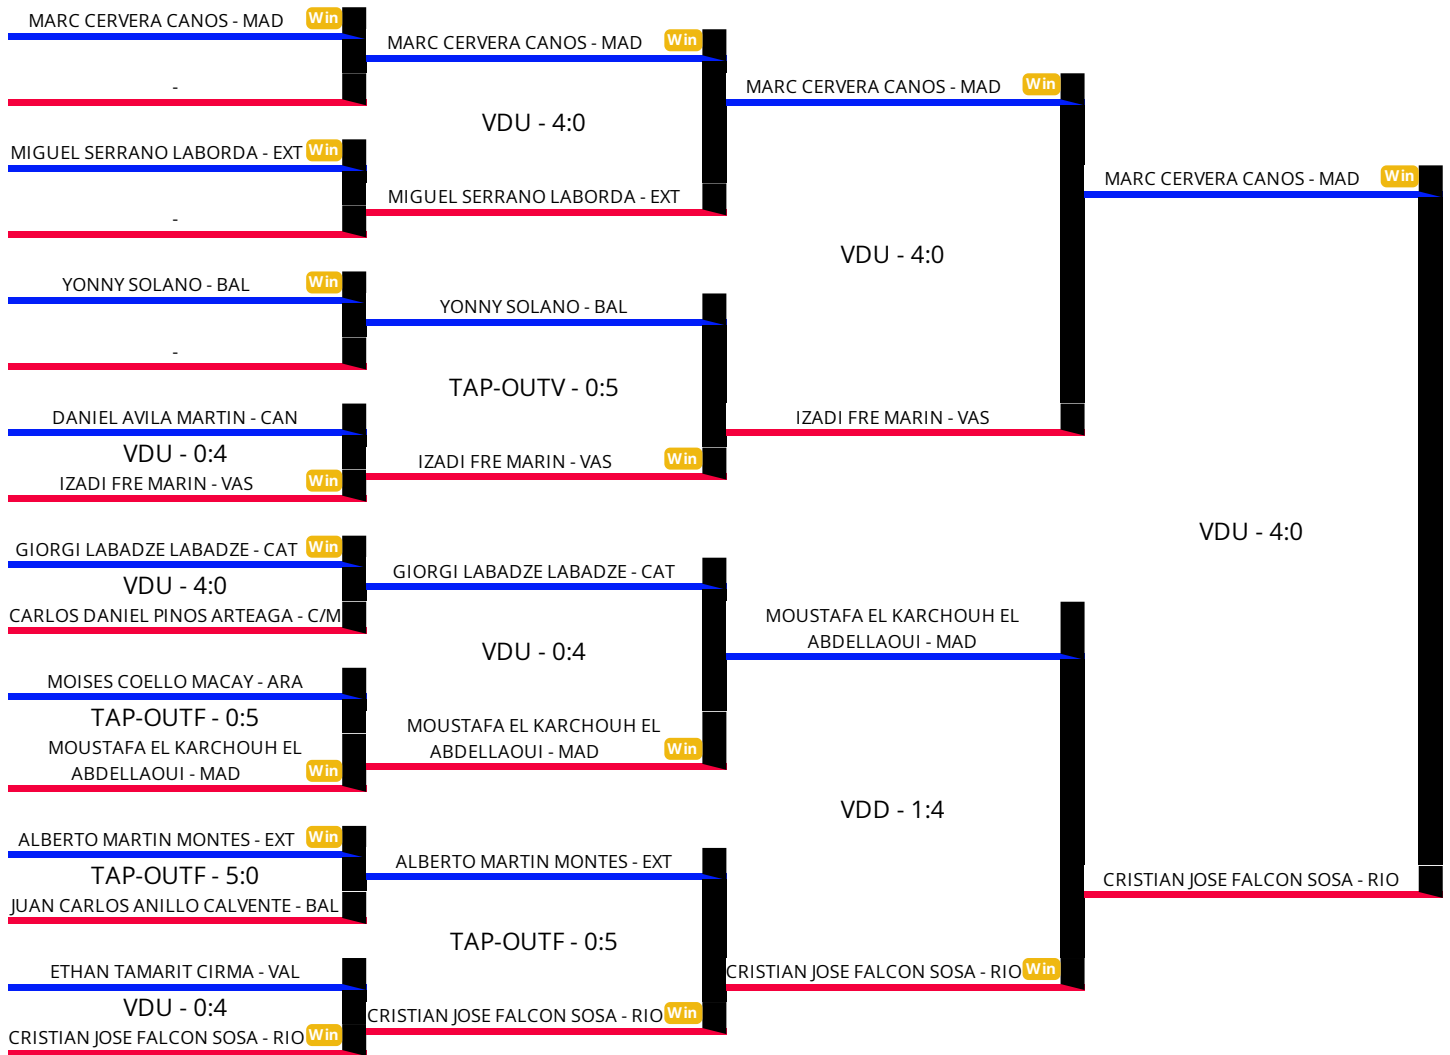 MARC CERVERA CANOS - MAD Win
-
MIGUEL SERRANO LABORDA - EXT Win
-
YONNY SOLANO - BAL Win
-
DANIEL AVILA MARTIN - CAN
VDU - 0:4
IZADI FRE MARIN - VAS Win
GIORGI LABADZE LABADZE - CAT Win
VDU - 4:0
CARLOS DANIEL PINOS ARTEAGA - C/M
MOISES COELLO MACAY - ARA
TAP-OUTF - 0:5
MOUSTAFA EL KARCHOUH EL
ABDELLAOUI - MAD Win
ALBERTO MARTIN MONTES - EXT Win
TAP-OUTF - 5:0
JUAN CARLOS ANILLO CALVENTE - BAL
ETHAN TAMARIT CIRMA - VAL
VDU - 0:4
CRISTIAN JOSE FALCON SOSA - RIO Win
MARC CERVERA CANOS - MAD Win
VDU - 4:0
MIGUEL SERRANO LABORDA - EXT
YONNY SOLANO - BAL
TAP-OUTV - 0:5
IZADI FRE MARIN - VAS Win
GIORGI LABADZE LABADZE - CAT
VDU - 0:4
MOUSTAFA EL KARCHOUH EL
ABDELLAOUI - MAD Win
ALBERTO MARTIN MONTES - EXT
TAP-OUTF - 0:5
CRISTIAN JOSE FALCON SOSA - RIO Win
MARC CERVERA CANOS - MAD Win
VDU - 4:0
IZADI FRE MARIN - VAS
MOUSTAFA EL KARCHOUH EL
ABDELLAOUI - MAD
VDD - 1:4
CRISTIAN JOSE FALCON SOSA - RIO Win
MARC CERVERA CANOS - MAD Win
VDU - 4:0
CRISTIAN JOSE FALCON SOSA - RIO